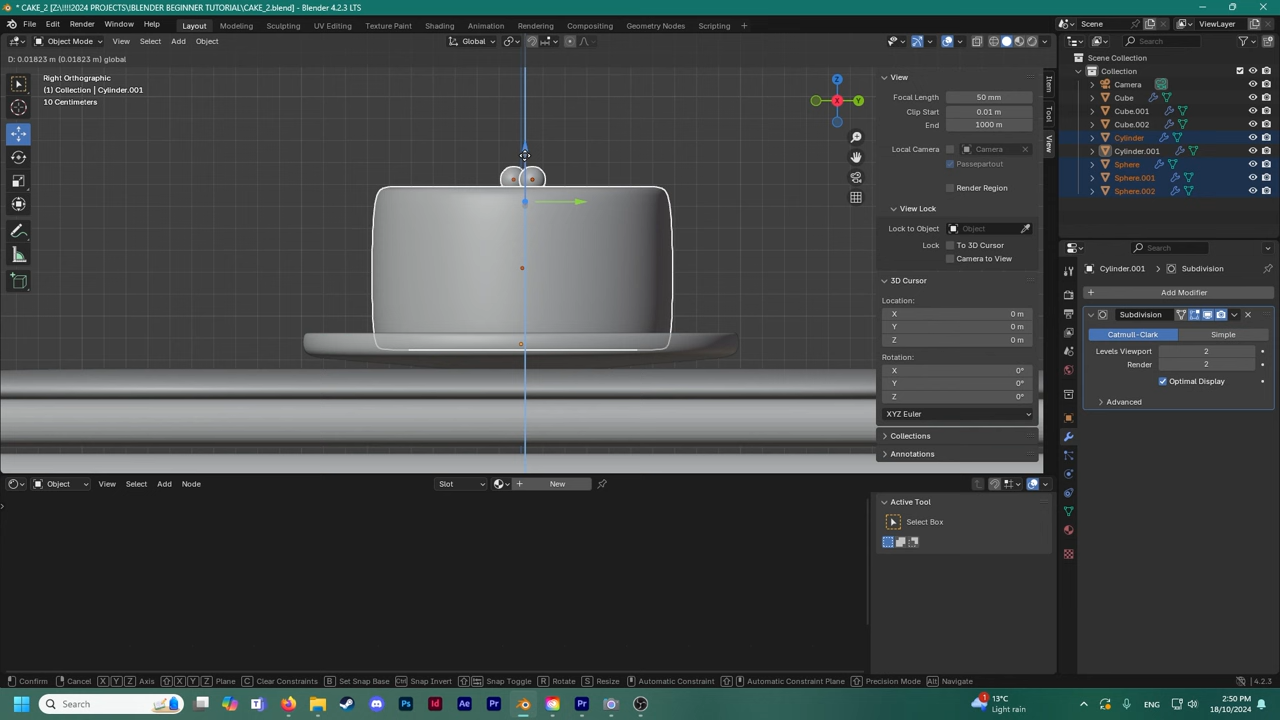 * CAKE_2 [Z:\!!!!2024 PROJECTS\BLENDER BEGINNER TUTORIAL\CAKE_2.blend] - Blender 4.2.3 LTS
File Edit Render Window Help Layout Modeling Sculpting UV Editing Texture Paint Shading Animation Rendering Compositing Geometry Nodes Scripting + Scene ViewLayer
Object Mode View Select Add Object Global Search
D: 0.01823 m (0.01823 m) global
Right Orthographic
(1) Collection | Cylinder.001
10 Centimeters
Z
X
Y
View
Focal Length 50 mm
Clip Start 0.01 m
End 1000 m
Local Camera Camera
Passepartout
Render Region
View Lock
Lock to Object Object
Lock To 3D Cursor
Camera to View
3D Cursor
Location:
X 0 m
Y 0 m
Z 0 m
Rotation:
X 0°
Y 0°
Z 0°
XYZ Euler
Collections
Annotations
Item
Tool
View
Scene Collection
Collection
Camera
Cube
Cube.001
Cube.002
Cylinder
Cylinder.001
Sphere
Sphere.001
Sphere.002
Search
Cylinder.001 > Subdivision
+ Add Modifier
Subdivision
Catmull-Clark Simple
Levels Viewport 2
Render 2
Optimal Display
Advanced
Object View Select Add Node Slot + New
Active Tool
Select Box
Confirm Cancel X Y Z Axis X Y Z Plane C Clear Constraints B Set Snap Base Ctrl Snap Invert Snap Toggle R Rotate S Resize Automatic Constraint Automatic Constraint Plane Precision Mode Alt Navigate 4.2.3
Search
13°C
Light rain
ENG
2:50 PM
18/10/2024